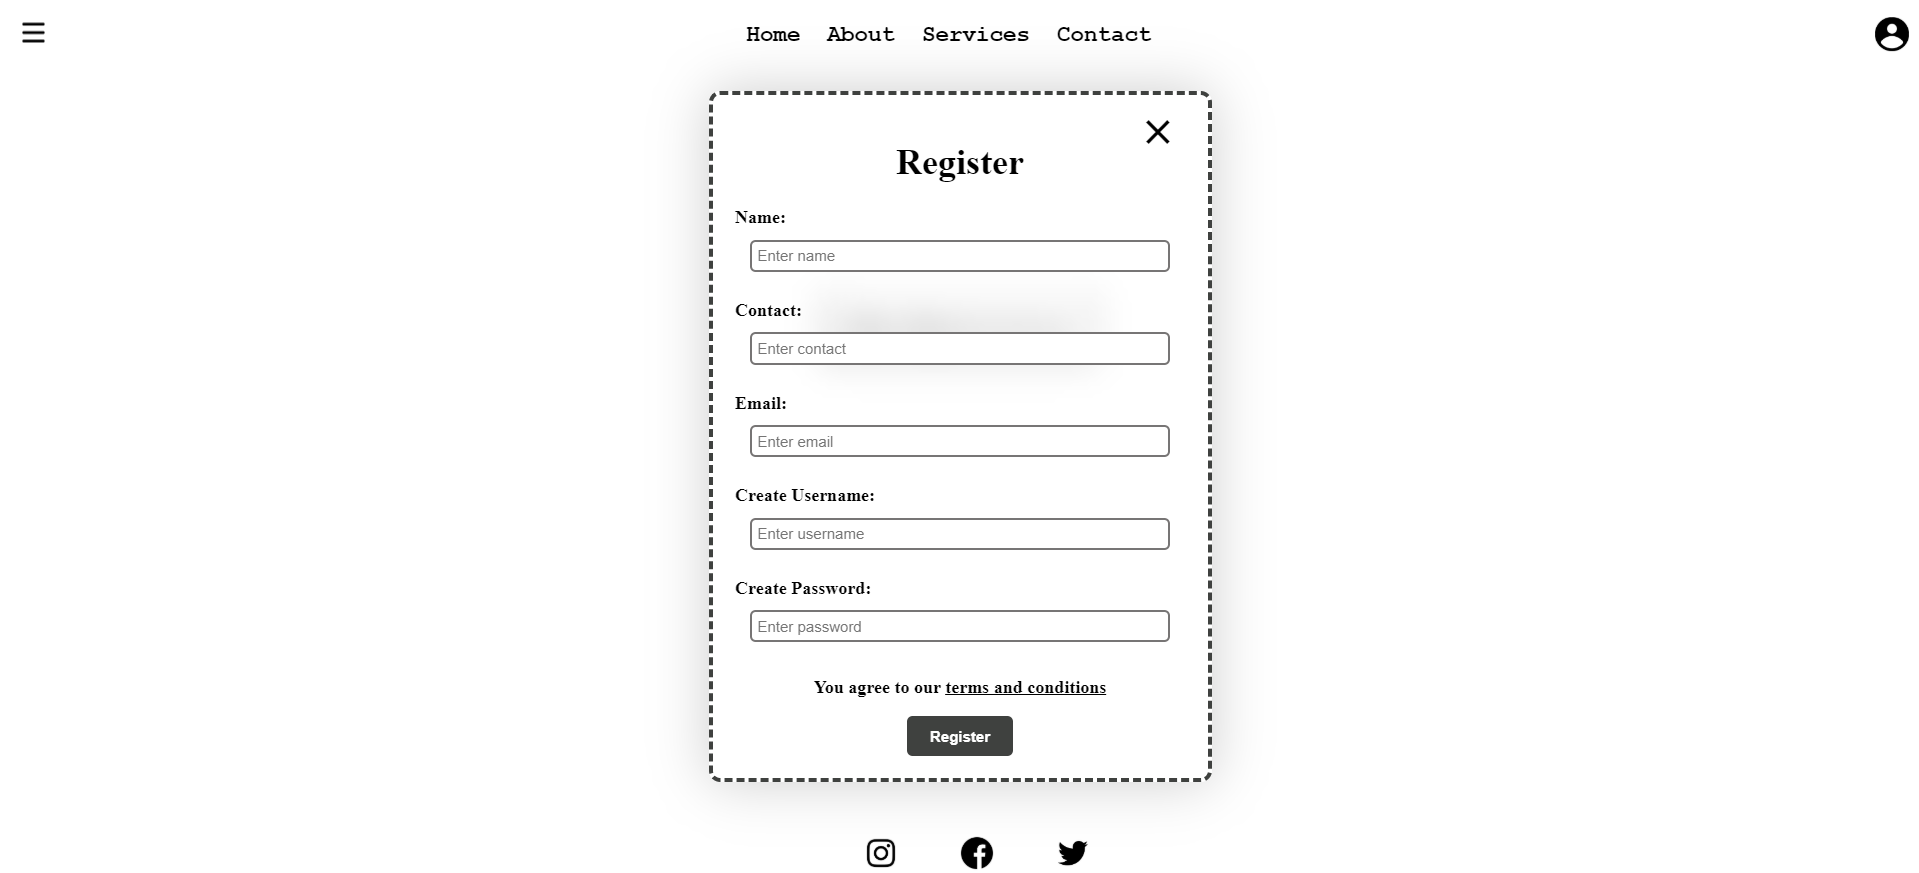 Home About Services Contact
Register
Name:
Enter name
Contact:
Enter contact
Email:
Enter email
Create Username:
Enter username
Create Password:
Enter password
You agree to our terms and conditions
Register